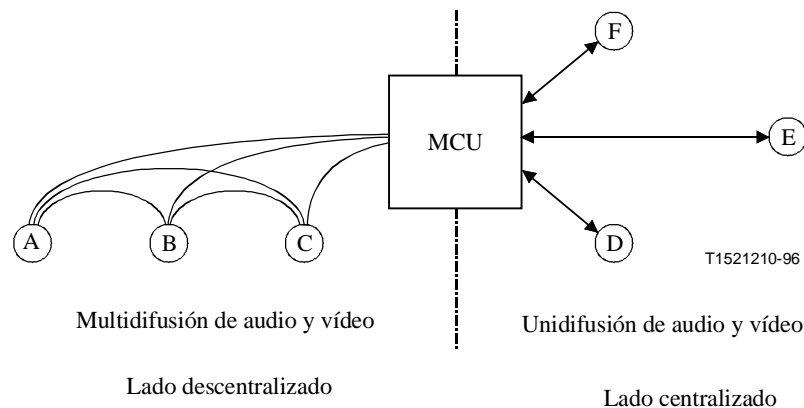 F
MCU
E
A
B
C
D
T1521210-96
Multidifusión de audio y vídeo
Unidifusión de audio y vídeo
Lado descentralizado
Lado centralizado